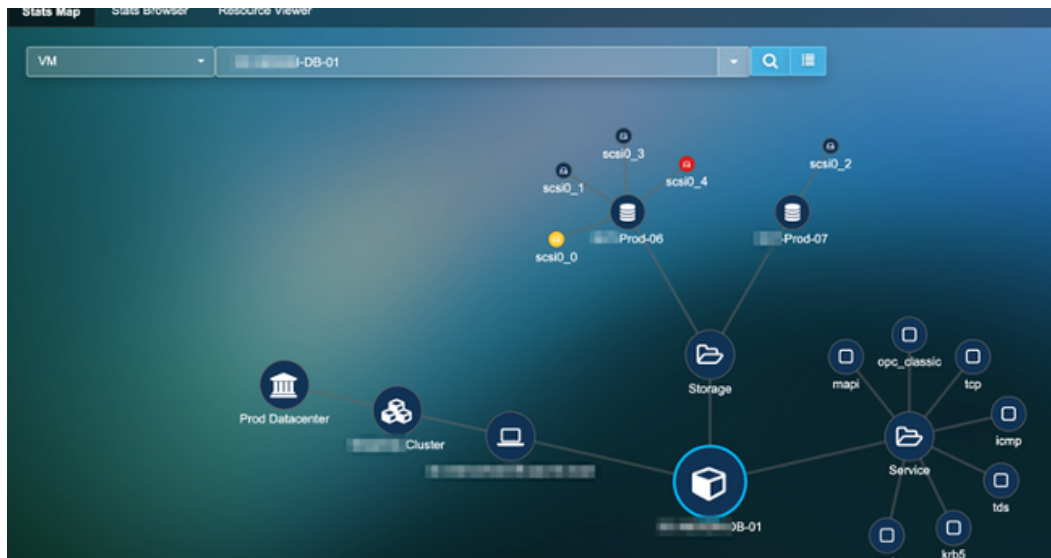 Stats Map Stats Browser Resource Viewer
VM
I-DB-01
scsi0_3
scsi0_2
scsi0_4
scsi0_1
Prod-06
-Prod-07
scsi0_0
opc_classic
mapi
tcp
Storage
Prod Datacenter
icmp
Cluster
Service
tds
DB-01
krb5